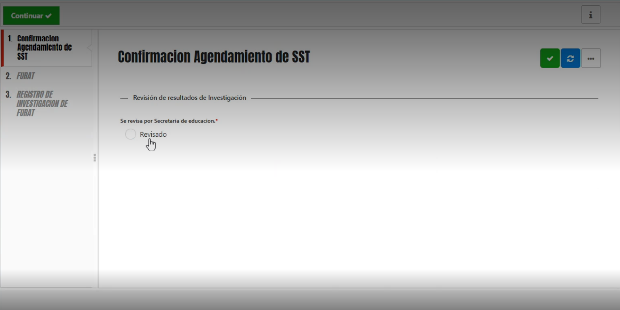 Continuar
1 Confirmacion
Agendamiento de
SST
2. FURAT
3. REGISTRO DE
INVESTIGACION DE
FURAT
Confirmacion Agendamiento de SST
Revisión de resultados de Investigación
Se revisa por Secretaria de educacion.*
Revisado